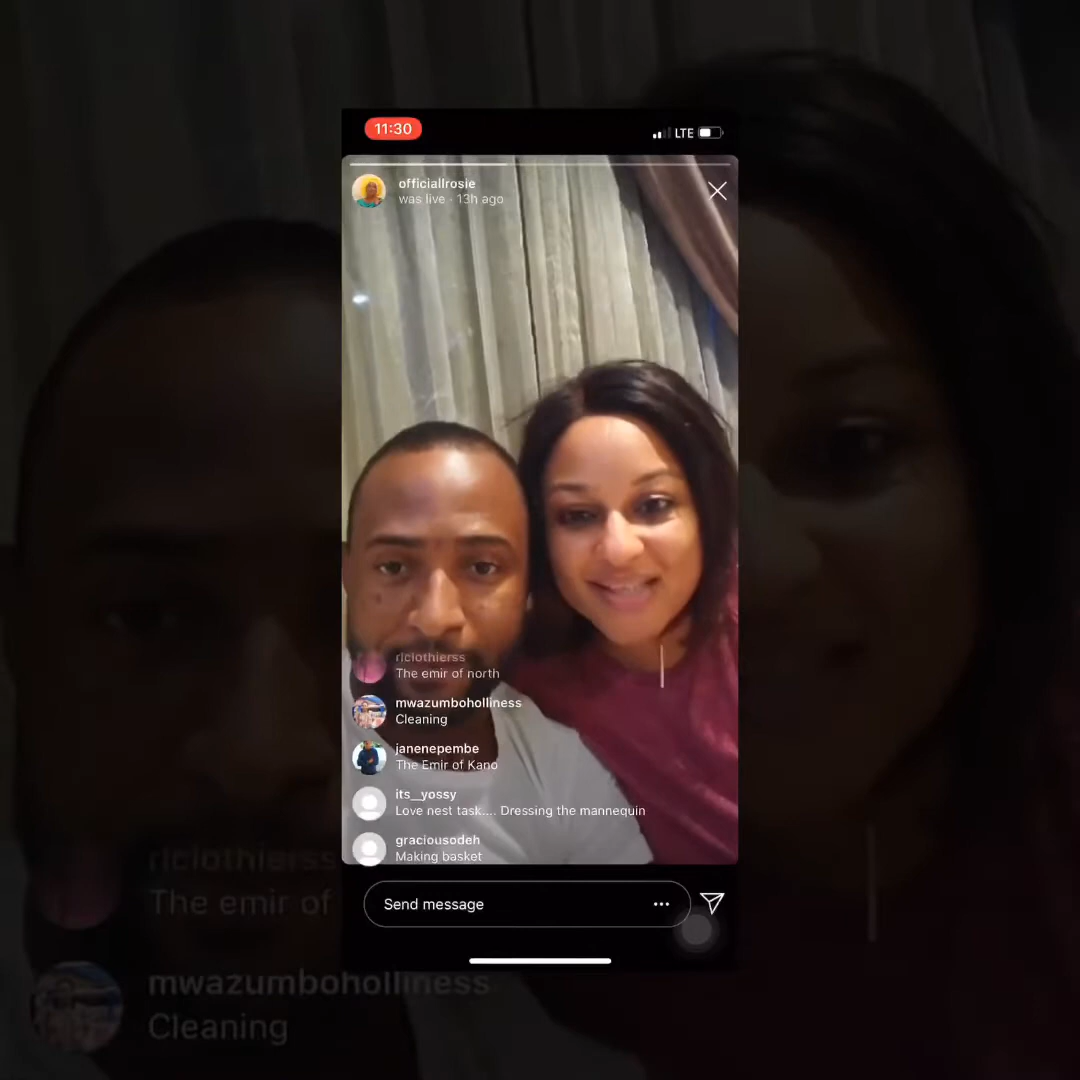 11:30
LTE
officiallrosie
was live · 13h ago
riclothierss
The emir of north
mwazumboholliness
Cleaning
janenepembe
The Emir of Kano
its__yossy
Love nest task.... Dressing the mannequin
graciousodeh
Making basket
Send message
riclothierss
The emir of
mwazumboholliness
Cleaning